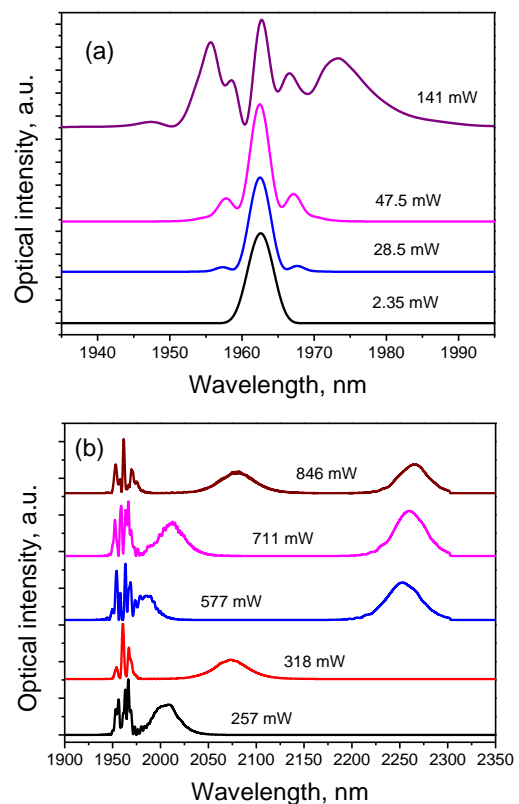 (a)
141 mW
47.5 mW
28.5 mW
2.35 mW
Optical intensity, a.u.
1940 1950 1960 1970 1980 1990
Wavelength, nm
(b)
846 mW
711 mW
577 mW
318 mW
257 mW
Optical intensity, a.u.
1900 1950 2000 2050 2100 2150 2200 2250 2300 2350
Wavelength, nm